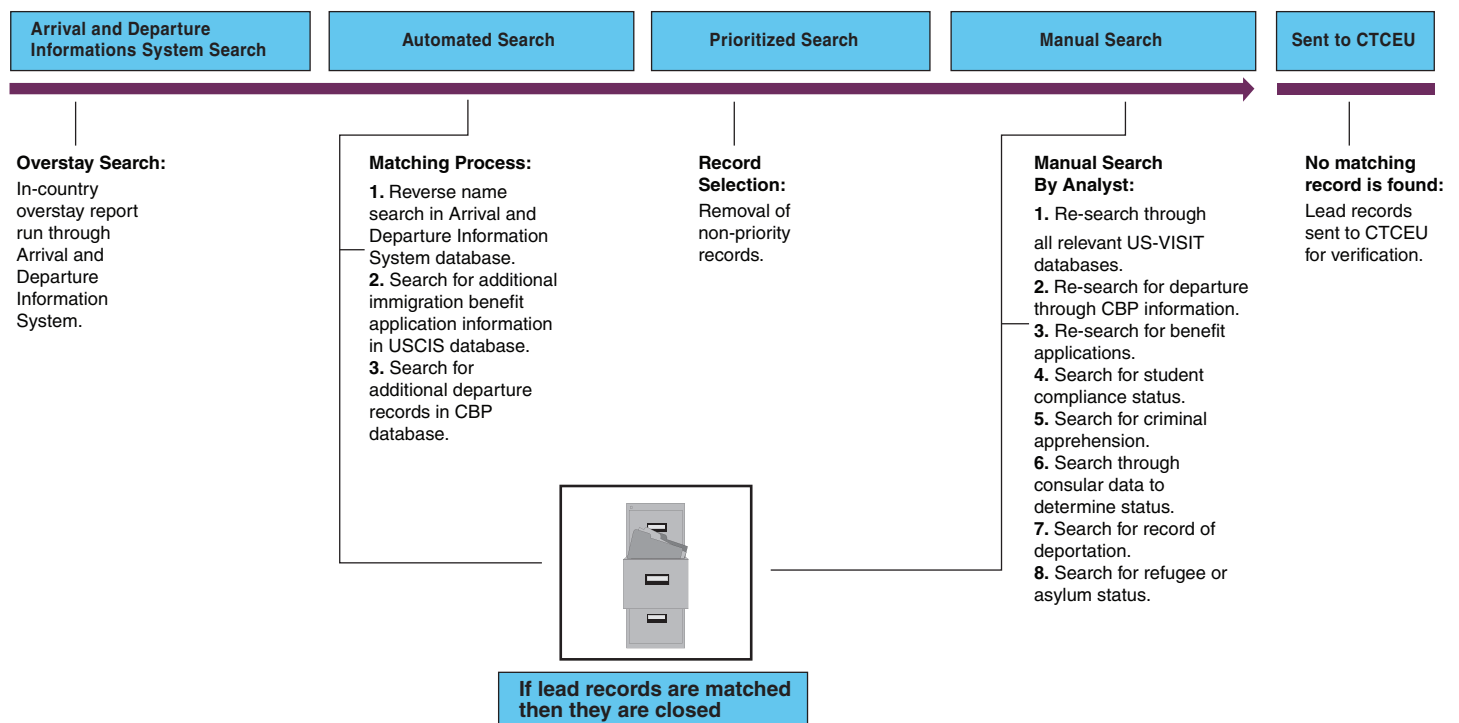 Arrival and Departure
Informations System Search
Automated Search
Prioritized Search
Manual Search
Sent to CTCEU
Overstay Search:
In-country
overstay report
run through
Arrival and
Departure
Information
System.
Matching Process:
1. Reverse name
search in Arrival and
Departure Information
System database.
2. Search for additional
immigration benefit
application information
in USCIS database.
3. Search for
additional departure
records in CBP
database.
Record
Selection:
Removal of
non-priority
records.
Manual Search
By Analyst:
1. Re-search through
all relevant US-VISIT
databases.
2. Re-search for departure
through CBP information.
3. Re-search for benefit
applications.
4. Search for student
compliance status.
5. Search for criminal
apprehension.
6. Search through
consular data to
determine status.
7. Search for record of
deportation.
8. Search for refugee or
asylum status.
No matching
record is found:
Lead records
sent to CTCEU
for verification.
If lead records are matched
then they are closed